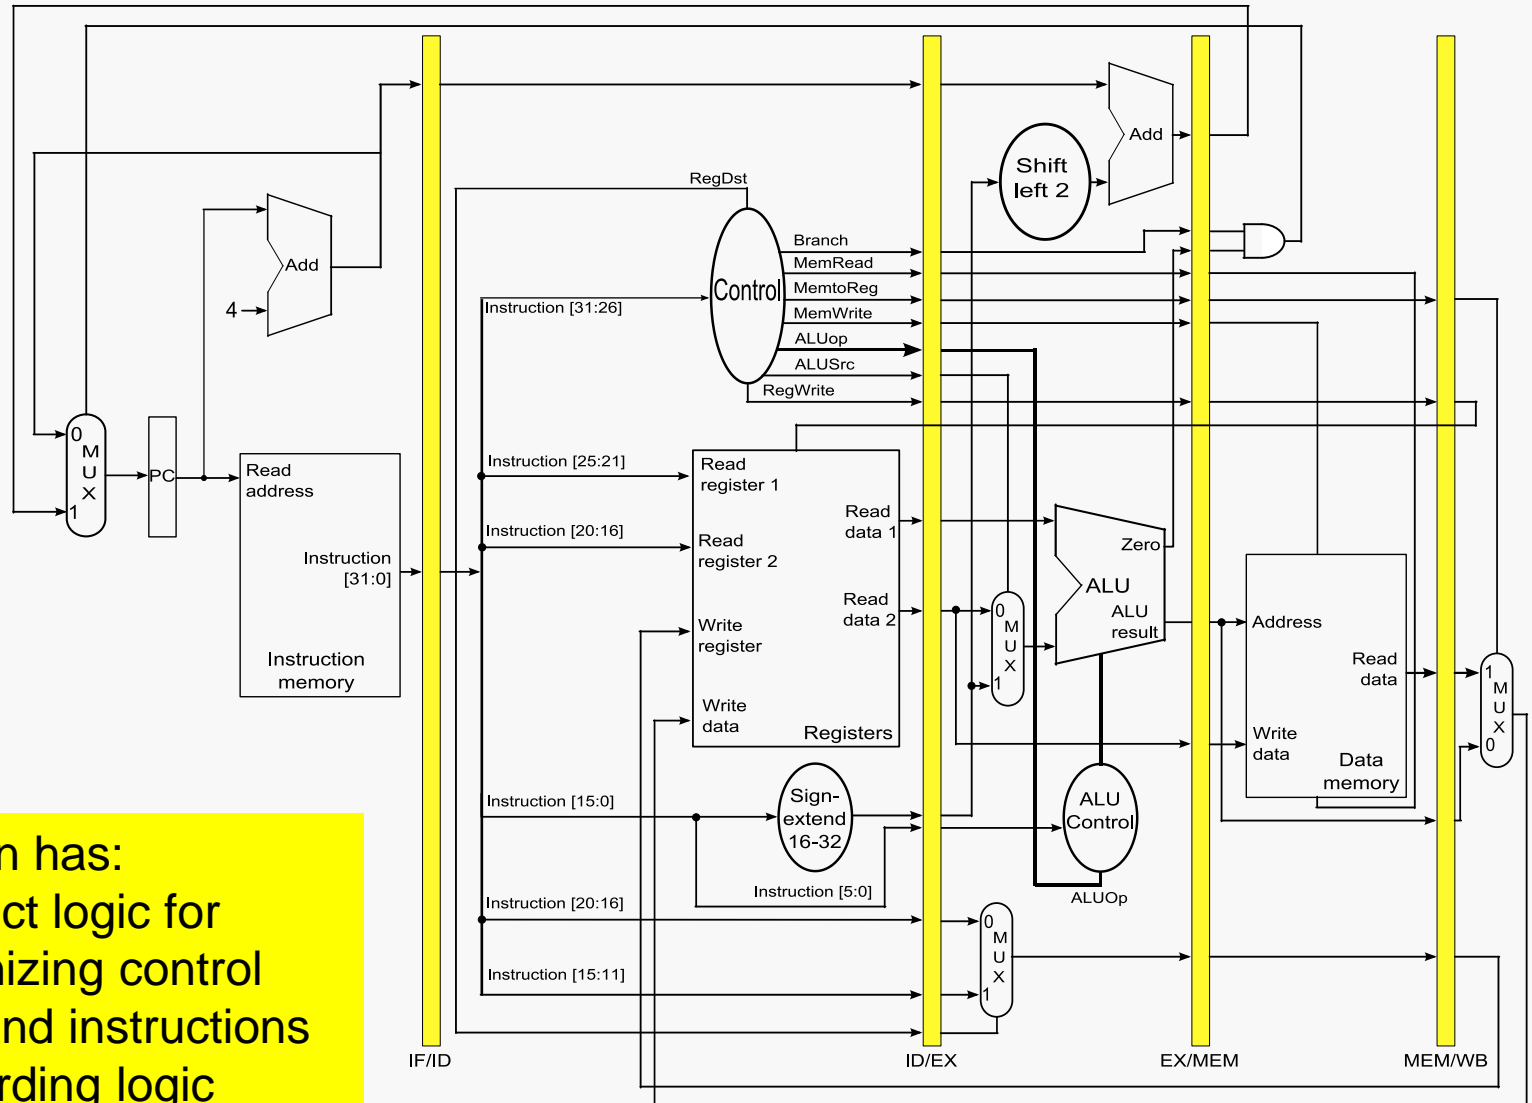 RegDst
Add
Shift
left 2
Add
4
Control
Branch
MemRead
MemtoReg
MemWrite
ALUop
ALUSrc
RegWrite
Instruction [31:26]
0
M
U
X
1
PC
Read
address
Instruction
[31:0]
Instruction
memory
Instruction [25:21]
Instruction [20:16]
Read
register 1
Read
register 2
Write
register
Write
data
Read
data 1
Read
data 2
Registers
0
M
U
X
1
Zero
ALU
ALU
result
Address
Write
data
Read
data
Data
memory
1
M
U
X
0
Instruction [15:0]
Sign-
extend
16-32
Instruction [5:0]
ALU
Control
ALUOp
Instruction [20:16]
Instruction [15:11]
0
M
U
X
1
IF/ID
ID/EX
EX/MEM
MEM/WB
has:
logic for
control
instructions
logic